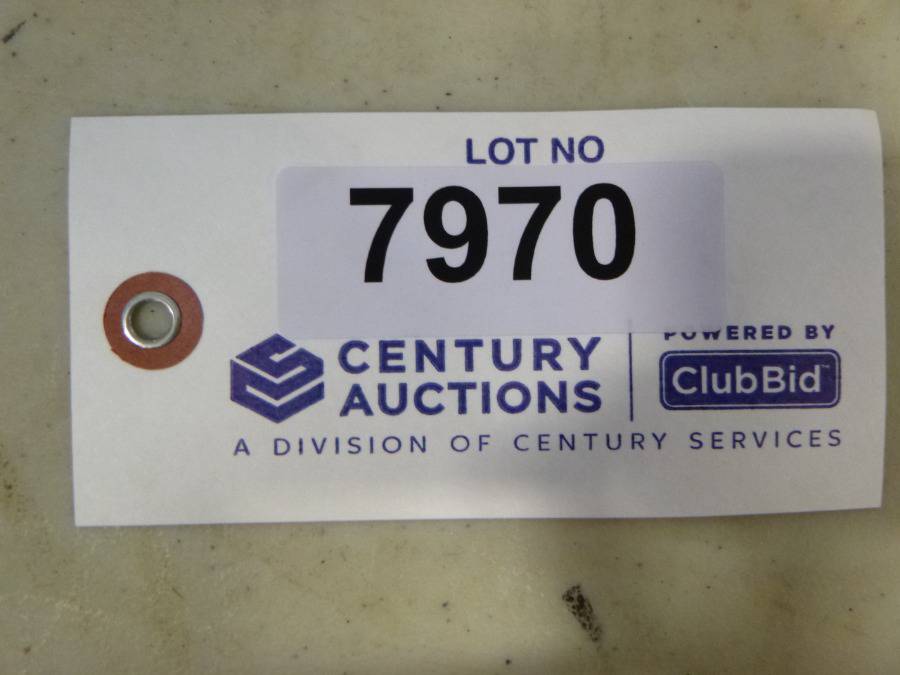 LOT NO
7970
CENTURY
AUCTIONS
POWERED BY
ClubBid™
A DIVISION OF CENTURY SERVICES